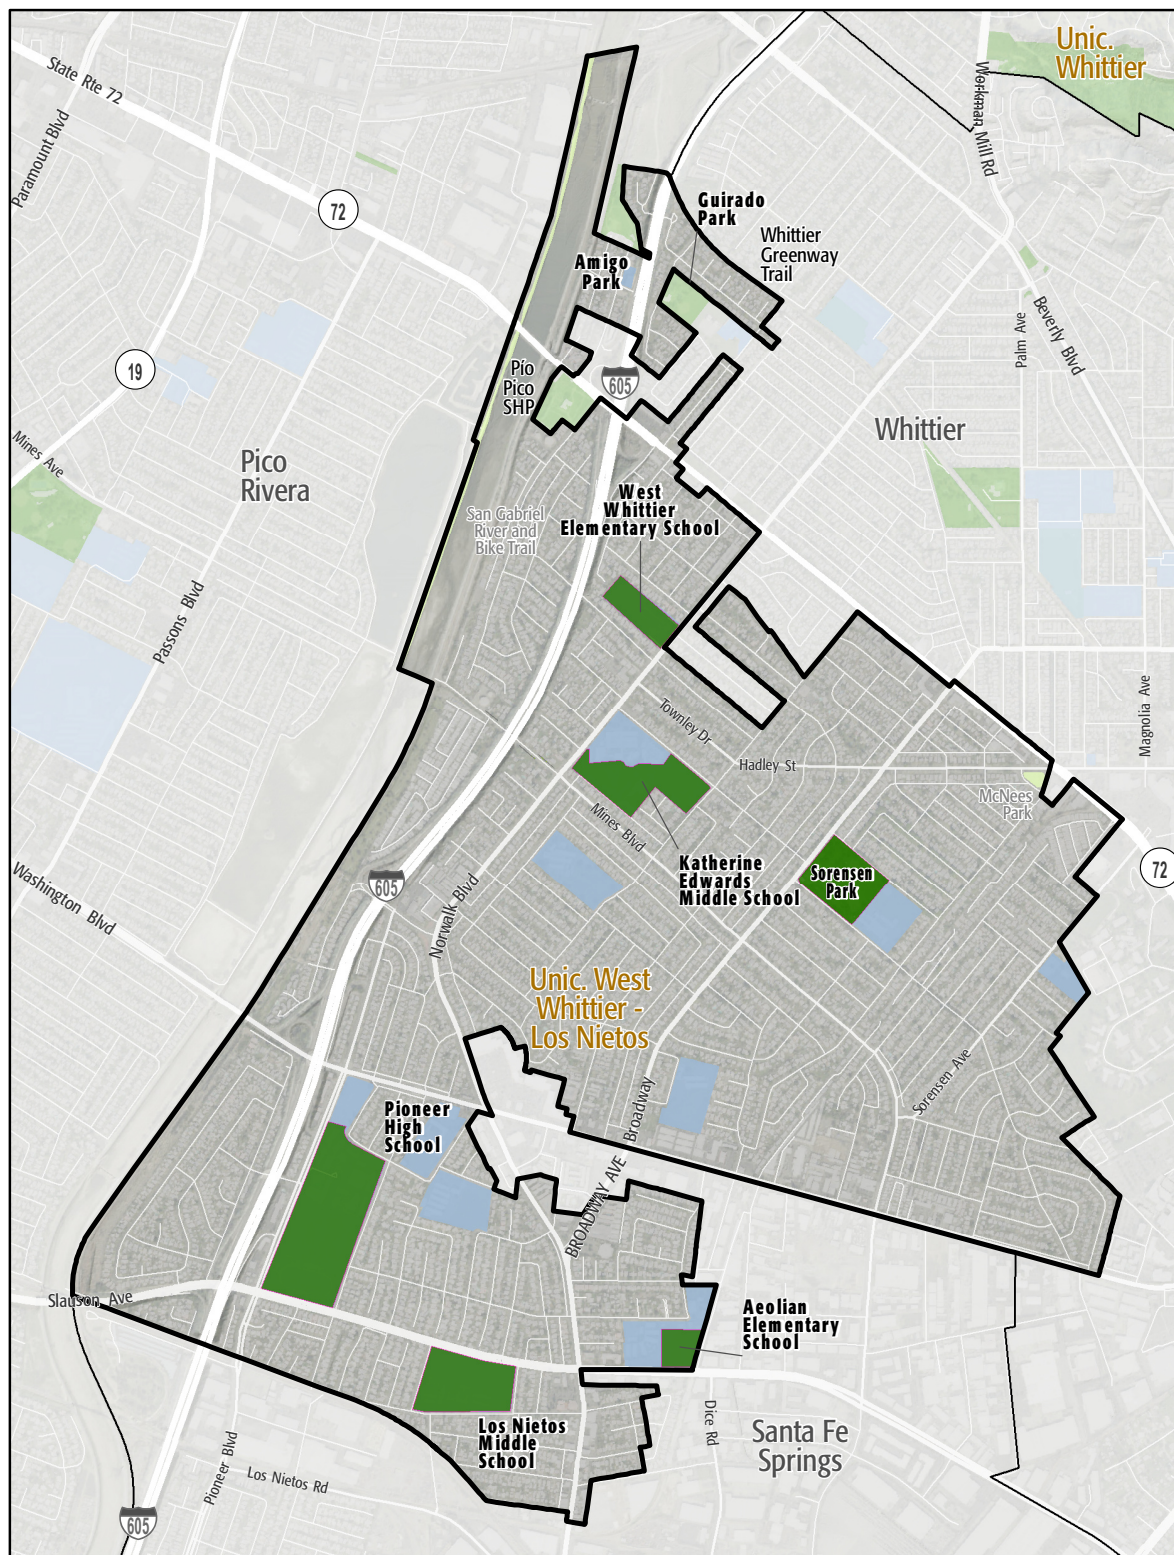 Unic.
Whittier
State Rte 72
Paramount Blvd
Workman Mill Rd
72
Guirado
Park
Whittier
Greenway
Trail
Amigo
Park
Beverly Blvd
Palm Ave
19
Pío
Pico
SHP
605
Whittier
Mines Ave
Pico
Rivera
West
Whittier
Elementary School
San Gabriel
River and
Bike Trail
Passons Blvd
Townley Dr
Magnolia Ave
Hadley St
McNees
Park
Mines Blvd
Katherine
Edwards
Middle School
Sorensen
Park
72
605
Washington Blvd
Norwalk Blvd
Unic. West
Whittier -
Los Nietos
Sorensen Ave
Broadway
Pioneer
High
School
BROADWAY AVE
Slauson Ave
Aeolian
Elementary
School
Los Nietos
Middle
School
Dice Rd
Santa Fe
Springs
Pioneer Blvd
Los Nietos Rd
605